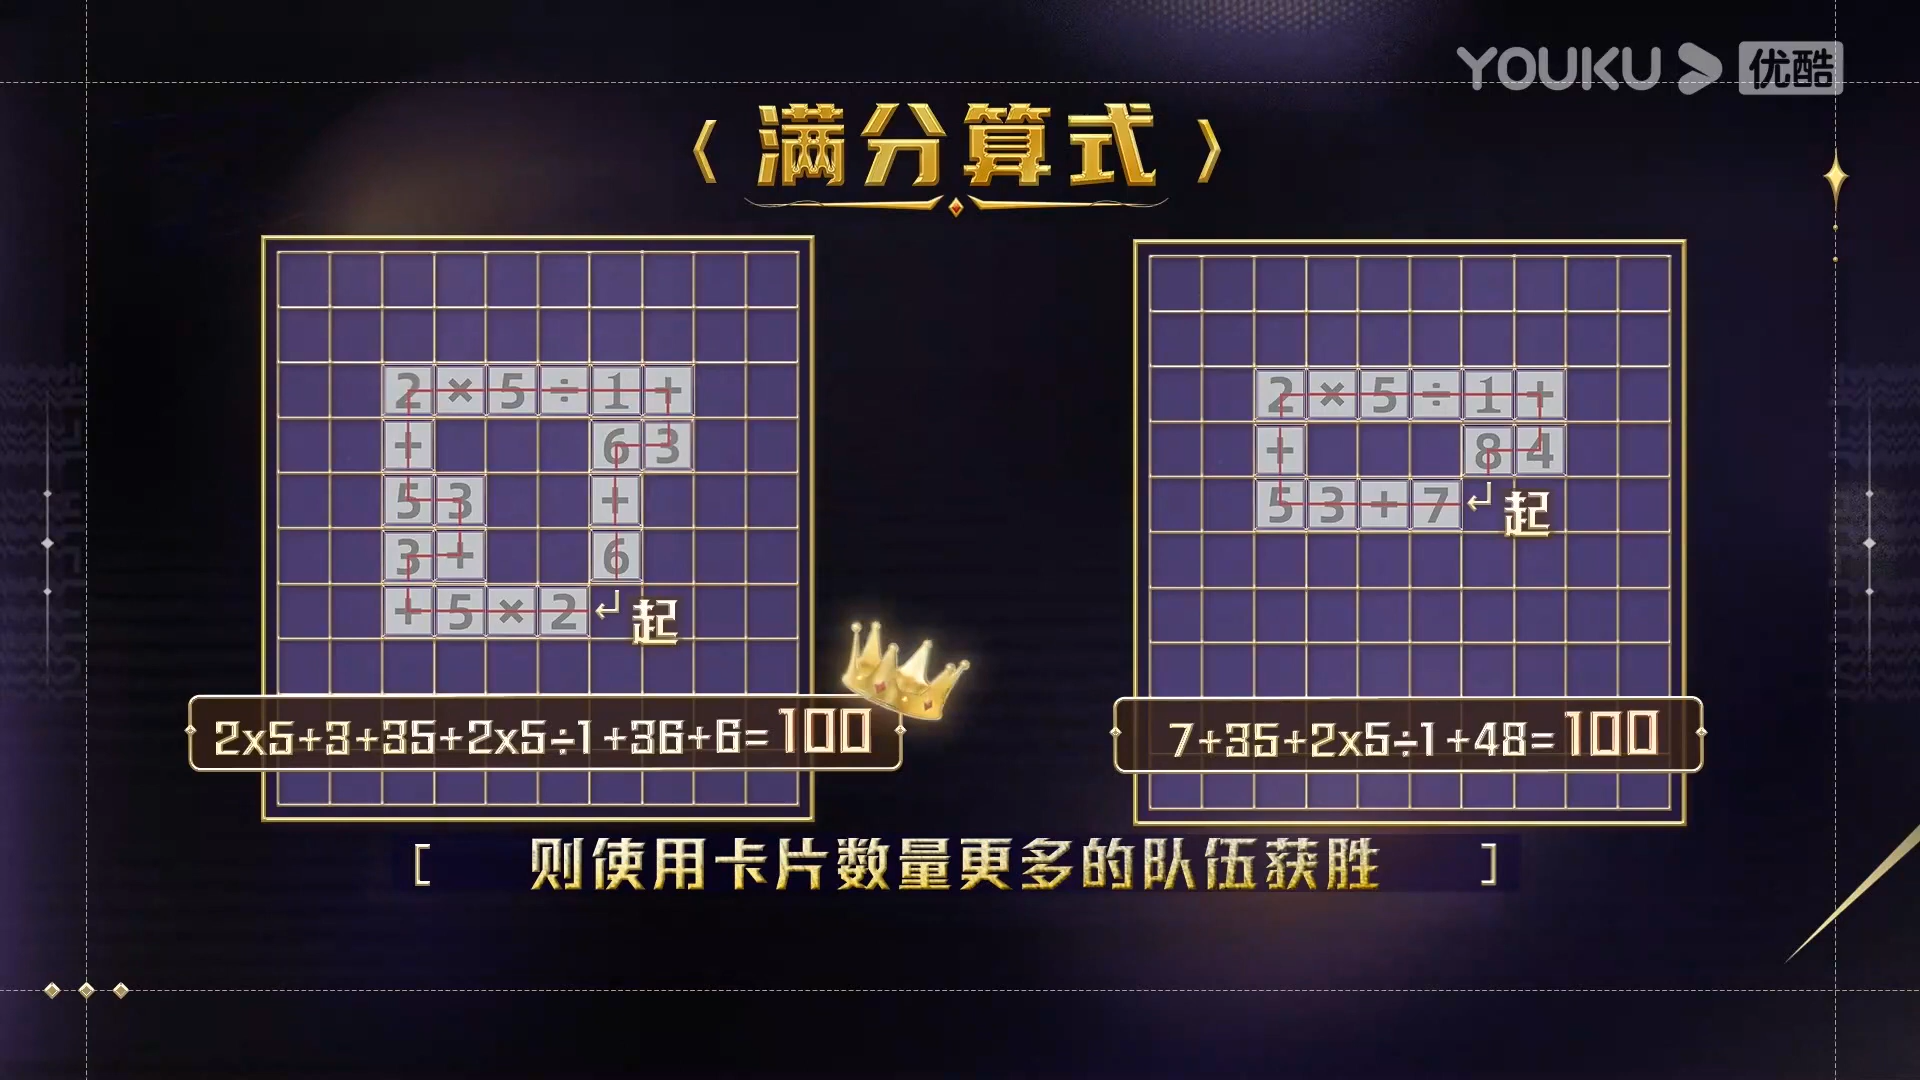 YOUKU 优酷
满分算式
2×5÷1+
+ 63
53 +
3+ 6
+5×2 起
2x5+3+35+2x5÷1+36+6=100
2×5÷1+
+ 84
53+7 起
7+35+2x5÷1+48=100
[ 则使用卡片数量更多的队伍获胜 ]